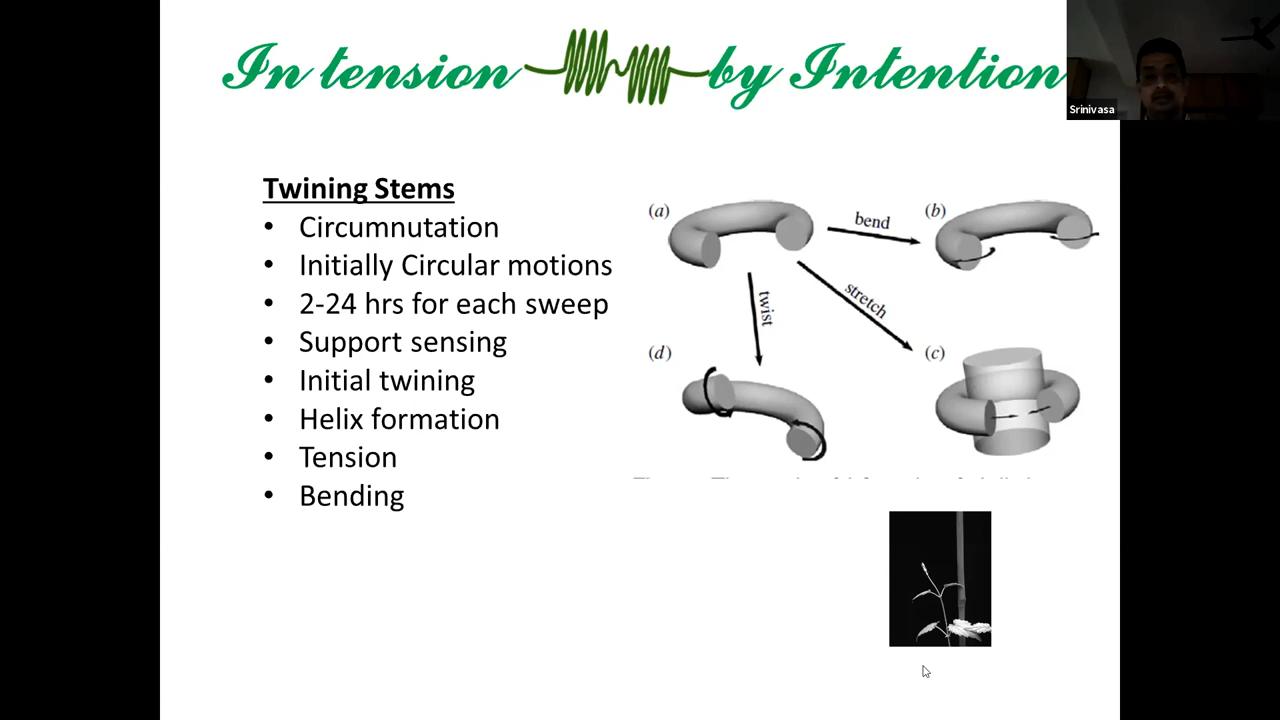 In tension by Intention
Srinivasa
Twining Stems
• Circumnutation
• Initially Circular motions
• 2-24 hrs for each sweep
• Support sensing
• Initial twining
• Helix formation
• Tension
• Bending
(a)
bend
(b)
twist
stretch
(d)
(c)